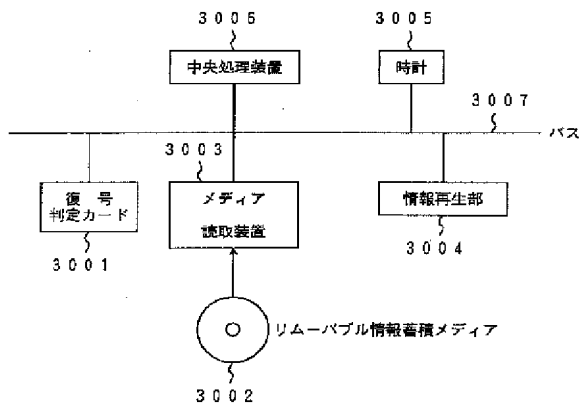 3006
3005
中央処理装置
時計
3007
バス
3003
復号
判定カード
メディア
読取装置
情報再生部
3001
3004
リムーバブル情報蓄積メディア
3002